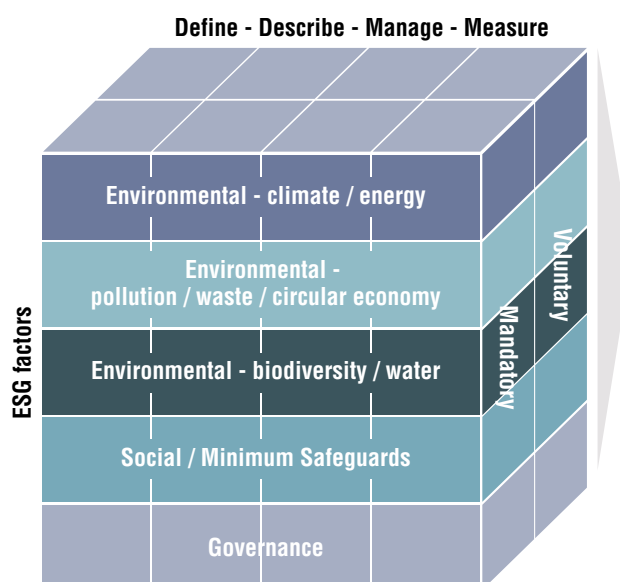 Define - Describe - Manage - Measure
Environmental - climate / energy
Environmental -
pollution / waste / circular economy
Environmental - biodiversity / water
Social / Minimum Safeguards
Governance
ESG factors
Mandatory
Voluntary